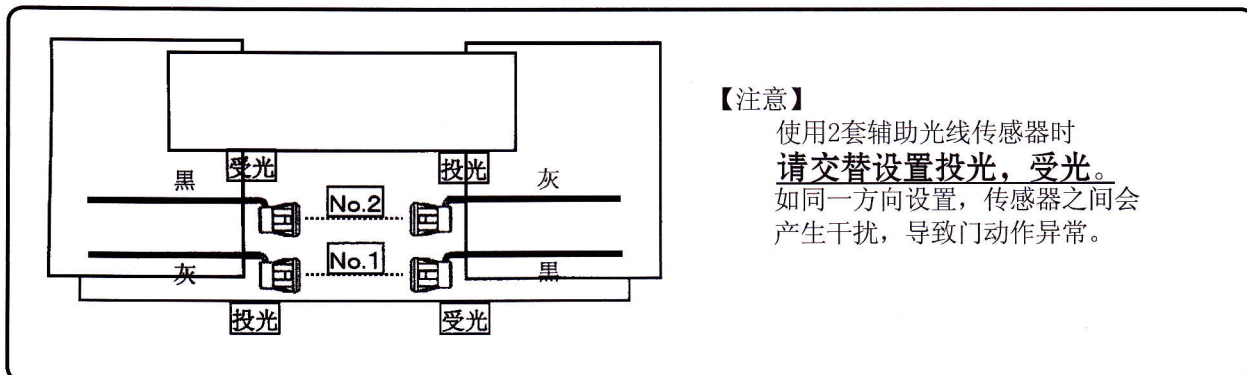 受光
投光
黑
灰
No.2
No.1
灰
黑
投光
受光
【注意】
使用2套辅助光线传感器时
请交替设置投光，受光。
如同一方向设置，传感器之间会
产生干扰，导致门动作异常。